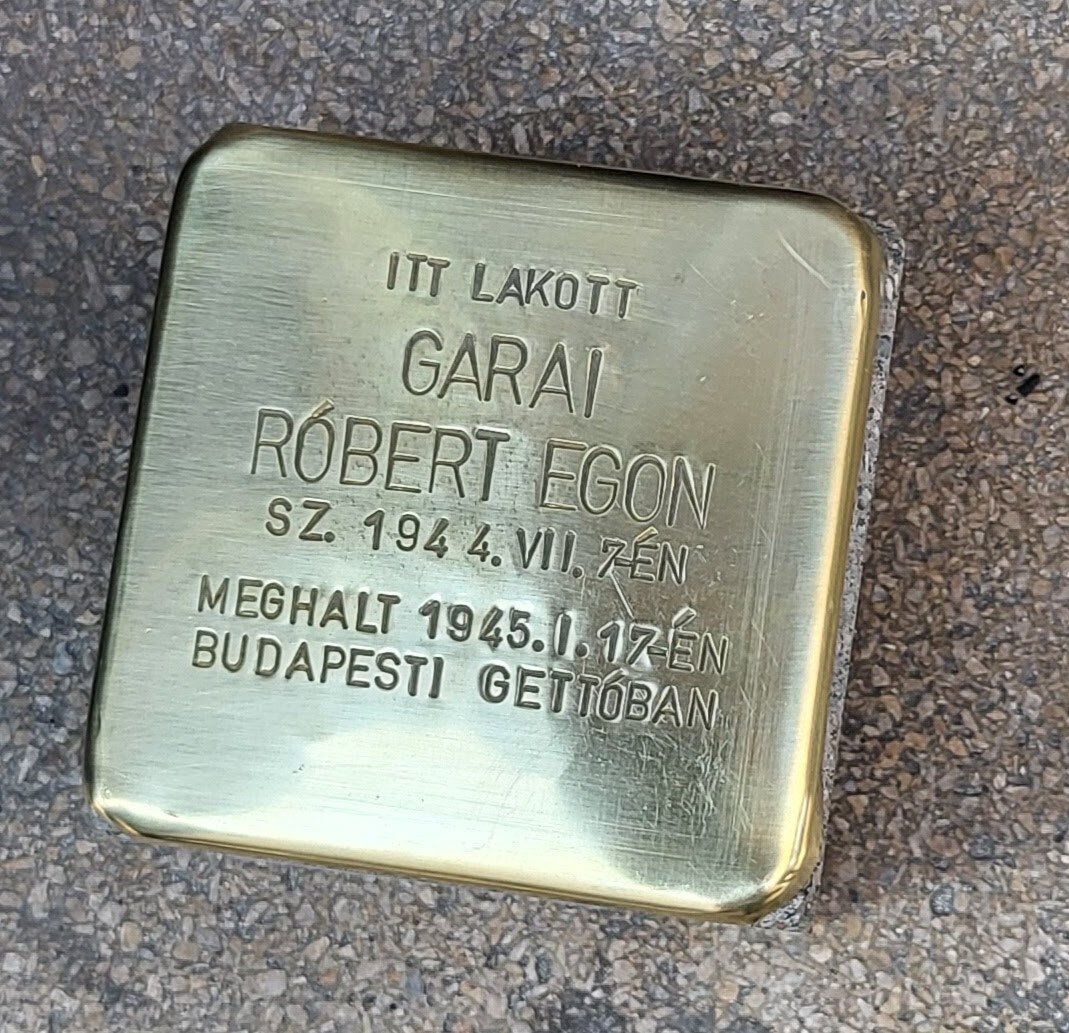 ITT LAKOTT
GARAI
RÓBERT EGON
SZ. 1944. VII. 7-ÉN
MEGHALT 1945. I. 17-ÉN
BUDAPESTI GETTÓBAN